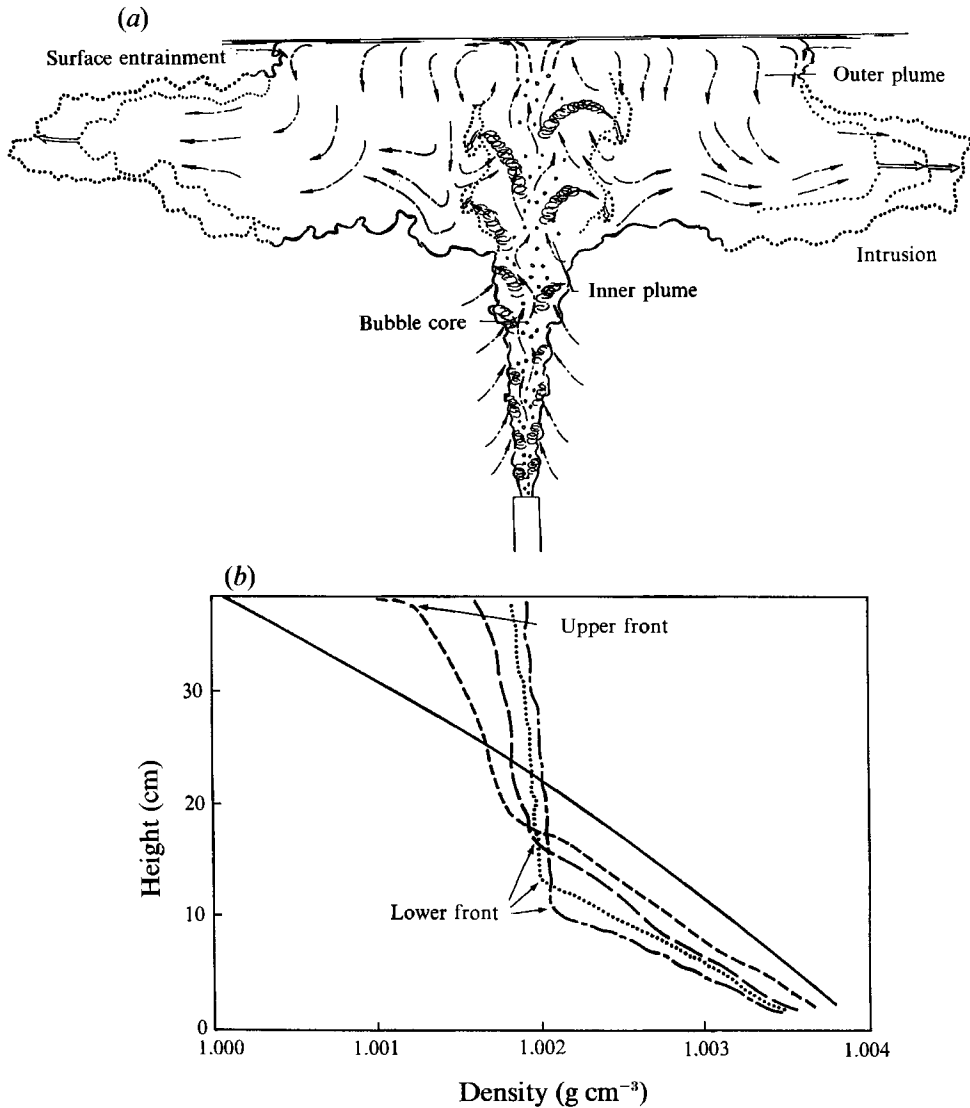 (a)
Surface entrainment
Outer plume
Intrusion
Inner plume
Bubble core
(b)
Upper front
30
20
Lower front
10
0
1.000 1.001 1.002 1.003 1.004
Height (cm)
Density (g cm⁻³)